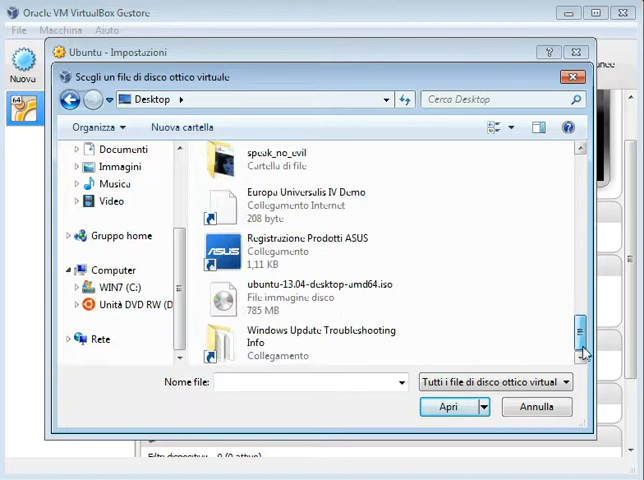 Oracle VM VirtualBox Gestore
File Macchina Aiuto
Ubuntu - Impostazioni
Nuova
Scegli un file di disco ottico virtuale
Desktop
Cerca Desktop
Organizza
Nuova cartella
Documenti
Immagini
Musica
Video
Gruppo home
Computer
WIN7 (C:)
Unità DVD RW (D
Rete
speak_no_evil
Cartella di file
Europa Universalis IV Demo
Collegamento Internet
208 byte
Registrazione Prodotti ASUS
Collegamento
1,11 KB
ubuntu-13.04-desktop-amd64.iso
File immagine disco
785 MB
Windows Update Troubleshooting
Info
Collegamento
Nome file:
Tutti i file di disco ottico virtual
Apri
Annulla